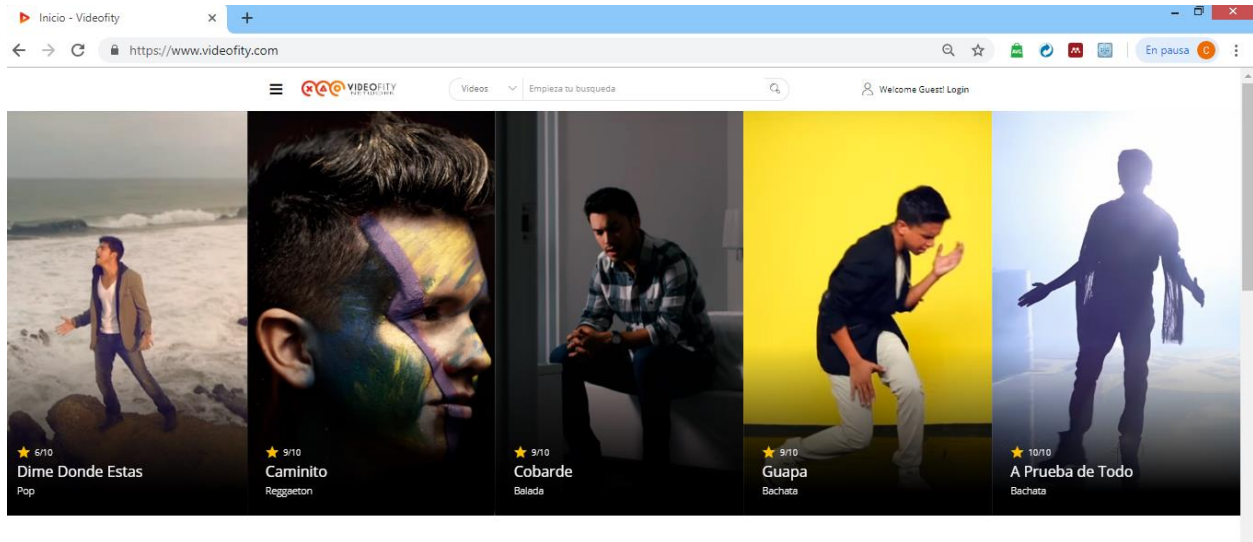 Inicio - Videofity
https://www.videofity.com
En pausa C
VIDEOFITY
NETWORK
Videos
Empieza tu busqueda
Welcome Guest! Login
6/10
Dime Donde Estas
Pop
9/10
Caminito
Reggaeton
9/10
Cobarde
Balada
9/10
Guapa
Bachata
10/10
A Prueba de Todo
Bachata